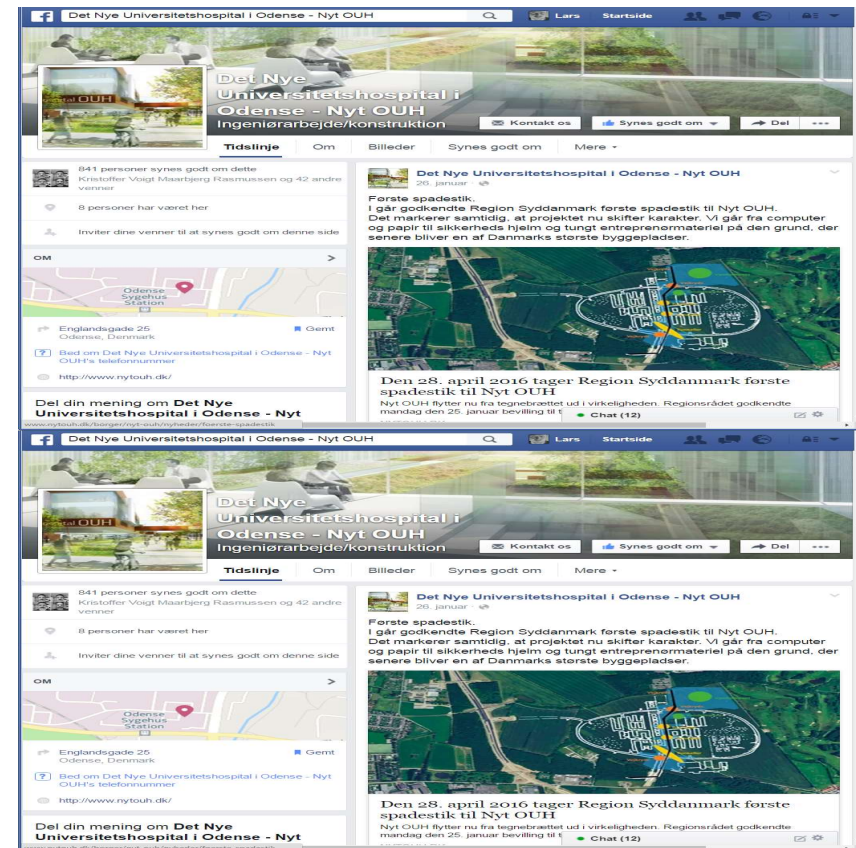 Det Nye Universitetshospital i Odense - Nyt OUH
Lars
Startside
OUH
Det Nye
Universitetshospital i
Odense - Nyt OUH
Ingeniørarbejde/konstruktion
Kontakt os
Synes godt om
Del
Tidslinje Om Billeder Synes godt om Mere
841 personer synes godt om dette
Kristoffer Voigt Maarbjerg Rasmussen og 42 andre
venner
8 personer har været her
Inviter dine venner til at synes godt om denne side
OM
Odense
Sygehus
Station
Englandsgade 25
Odense, Denmark
Gemt
Bed om Det Nye Universitetshospital i Odense - Nyt
OUH's telefonnummer
http://www.nytouh.dk/
Del din mening om Det Nye
Universitetshospital i Odense - Nyt
www.nytouh.dk/borger/nyt-ouh/nyheder/foerste-spadestik
Det Nye Universitetshospital i Odense - Nyt OUH
26. januar
Første spadestik.
I går godkendte Region Syddanmark første spadestik til Nyt OUH.
Det markerer samtidig, at projektet nu skifter karakter. Vi går fra computer
og papir til sikkerheds hjelm og tungt entreprenørmateriel på den grund, der
senere bliver en af Danmarks største byggepladser.
Den 28. april 2016 tager Region Syddanmark første
spadestik til Nyt OUH
Nyt OUH flytter nu fra tegnebrættet ud i virkeligheden. Regionsrådet godkendte
mandag den 25. januar bevilling til
Chat (12)
Det Nye Universitetshospital i Odense - Nyt OUH
Lars
Startside
OUH
Det Nye
Universitetshospital i
Odense - Nyt OUH
Ingeniørarbejde/konstruktion
Kontakt os
Synes godt om
Del
Tidslinje Om Billeder Synes godt om Mere
841 personer synes godt om dette
Kristoffer Voigt Maarbjerg Rasmussen og 42 andre
venner
8 personer har været her
Inviter dine venner til at synes godt om denne side
OM
Odense
Sygehus
Station
Englandsgade 25
Odense, Denmark
Gemt
Bed om Det Nye Universitetshospital i Odense - Nyt
OUH's telefonnummer
http://www.nytouh.dk/
Del din mening om Det Nye
Universitetshospital i Odense - Nyt
Det Nye Universitetshospital i Odense - Nyt OUH
26. januar
Første spadestik.
I går godkendte Region Syddanmark første spadestik til Nyt OUH.
Det markerer samtidig, at projektet nu skifter karakter. Vi går fra computer
og papir til sikkerheds hjelm og tungt entreprenørmateriel på den grund, der
senere bliver en af Danmarks største byggepladser.
Den 28. april 2016 tager Region Syddanmark første
spadestik til Nyt OUH
Nyt OUH flytter nu fra tegnebrættet ud i virkeligheden. Regionsrådet godkendte
mandag den 25. januar bevilling til
Chat (12)